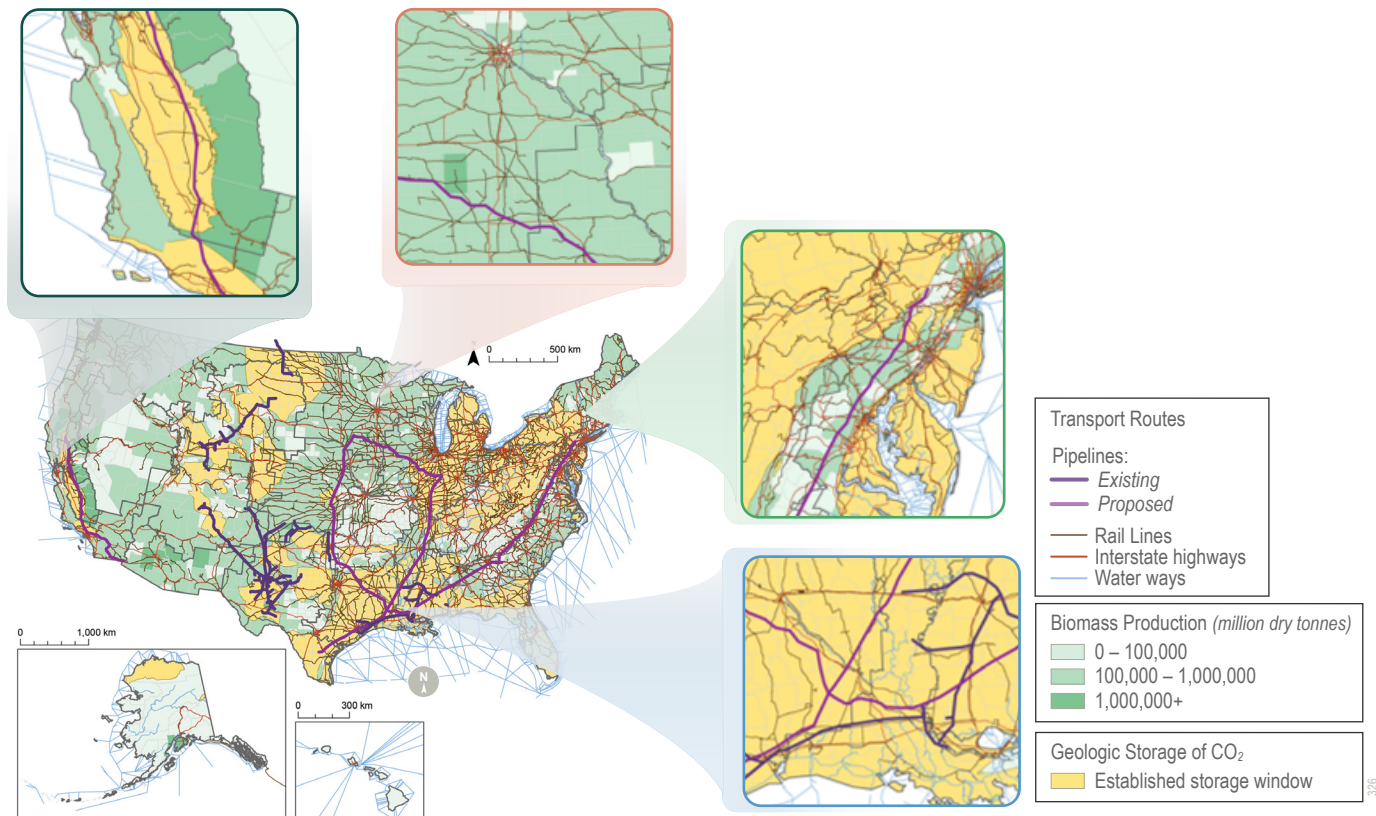 0 500 km
N
0 1,000 km
0 300 km
Transport Routes
Pipelines:
Existing
Proposed
Rail Lines
Interstate highways
Water ways
Biomass Production (million dry tonnes)
0 – 100,000
100,000 – 1,000,000
1,000,000+
Geologic Storage of CO₂
Established storage window
326